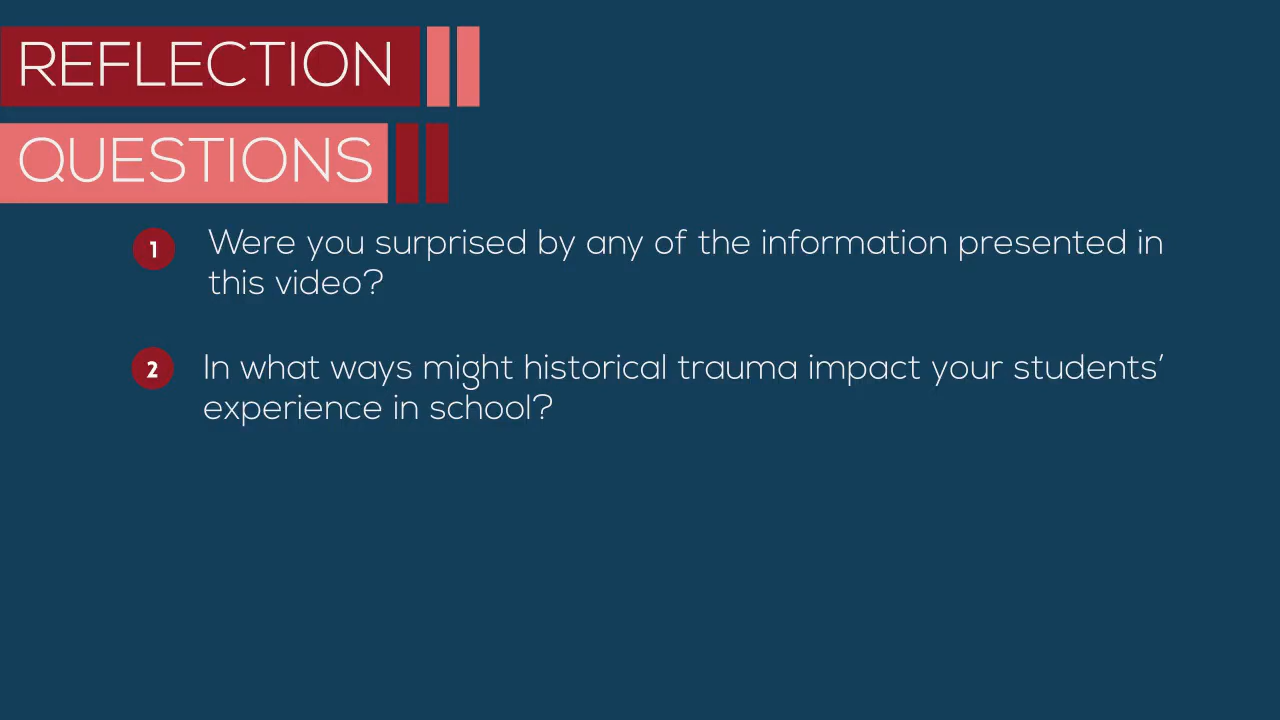 REFLECTION
QUESTIONS
1 Were you surprised by any of the information presented in
this video?
2 In what ways might historical trauma impact your students’
experience in school?